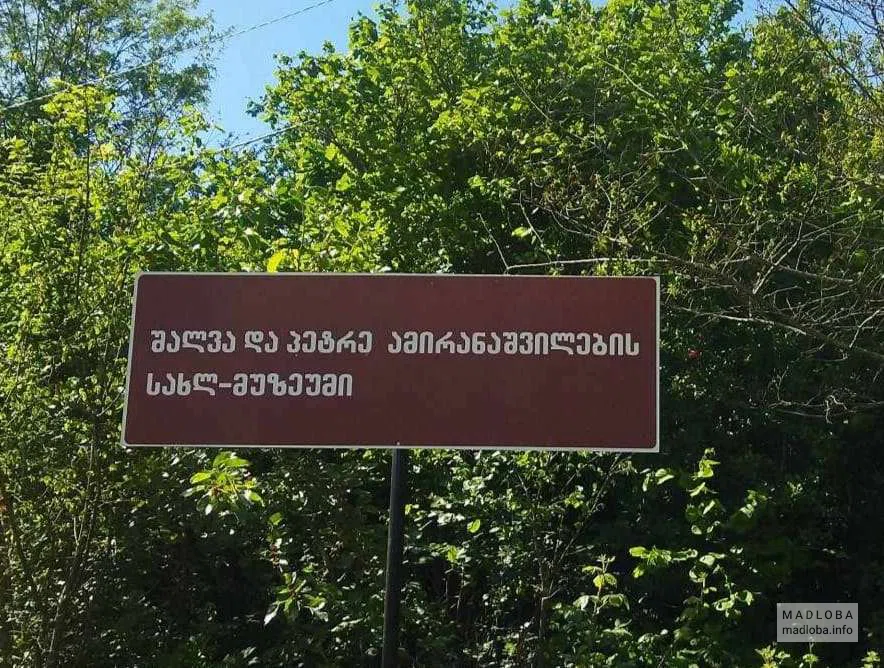 შალვა და პეტრე ამირანაშვილების
სახლ-მუზეუმი
MADLOBA
madloba.info